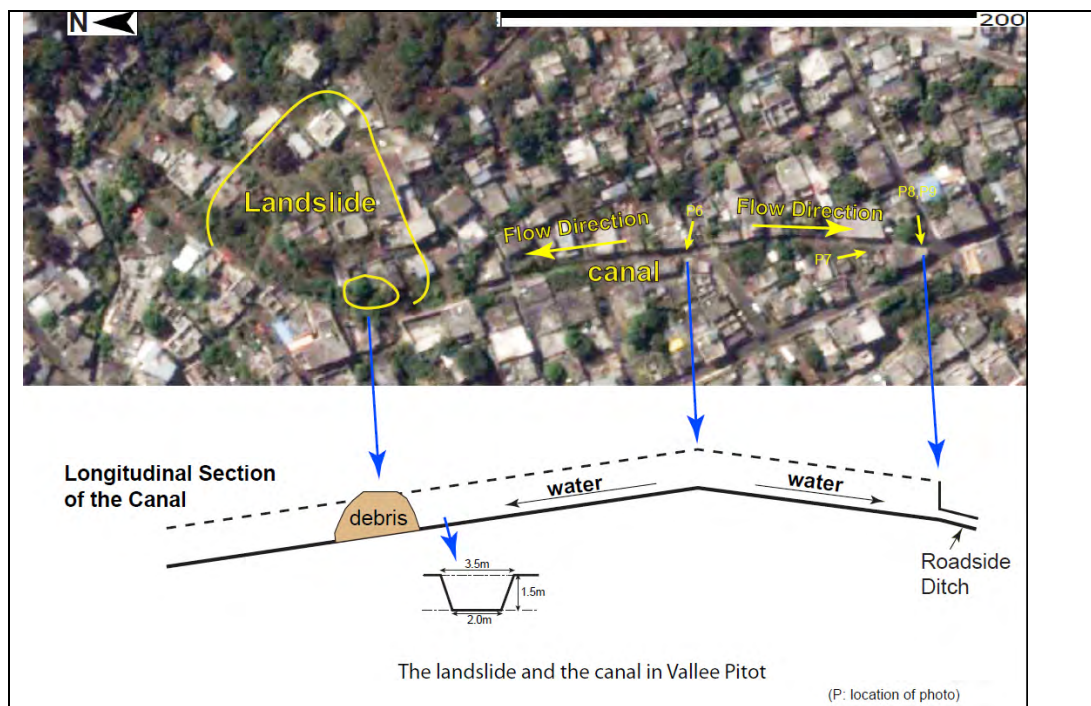 N
200
Landslide
Flow Direction
P6
Flow Direction
P8,P9
P7
canal
Longitudinal Section
of the Canal
water
water
debris
Roadside
Ditch
3.5m
1.5m
2.0m
The landslide and the canal in Vallee Pitot
(P: location of photo)